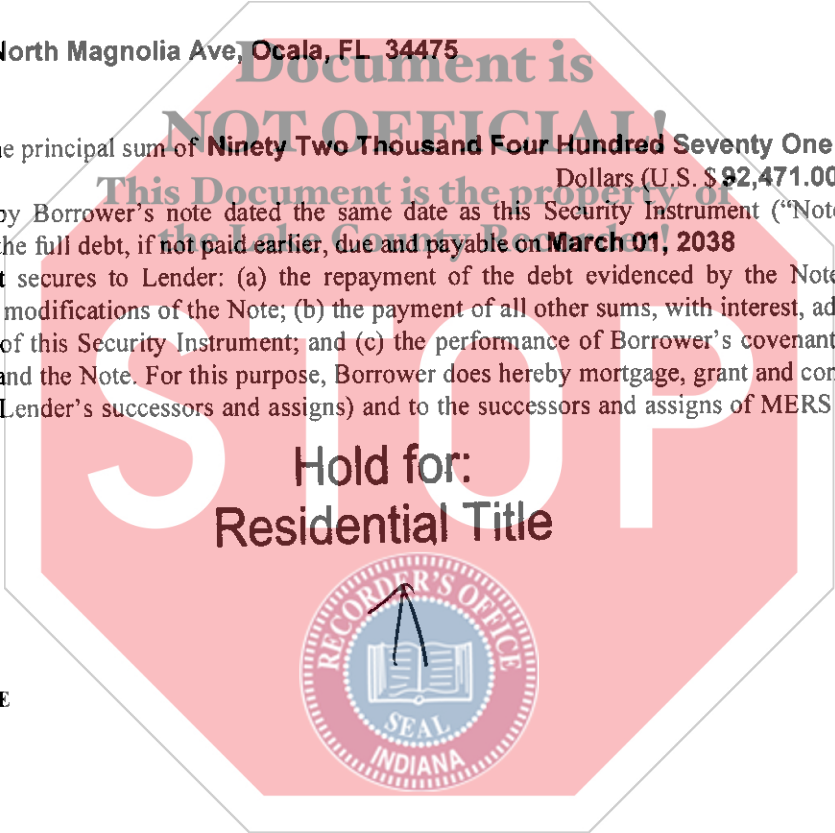 North Magnolia Ave, Ocala, FL 34475
Document is
NOT OFFICIAL!
e principal sum of Ninety Two Thousand Four Hundred Seventy One
Dollars (U.S. $92,471.00
This Document is the property of
by Borrower's note dated the same date as this Security Instrument ("Note
the Lake County Recorder!
the full debt, if not paid earlier, due and payable on March 01, 2038
t secures to Lender: (a) the repayment of the debt evidenced by the Note
modifications of the Note; (b) the payment of all other sums, with interest, ad
of this Security Instrument; and (c) the performance of Borrower's covenant
and the Note. For this purpose, Borrower does hereby mortgage, grant and con
Lender's successors and assigns) and to the successors and assigns of MERS
STOP
Hold for:
Residential Title
RECORDER'S OFFICE
SEAL
INDIANA
E